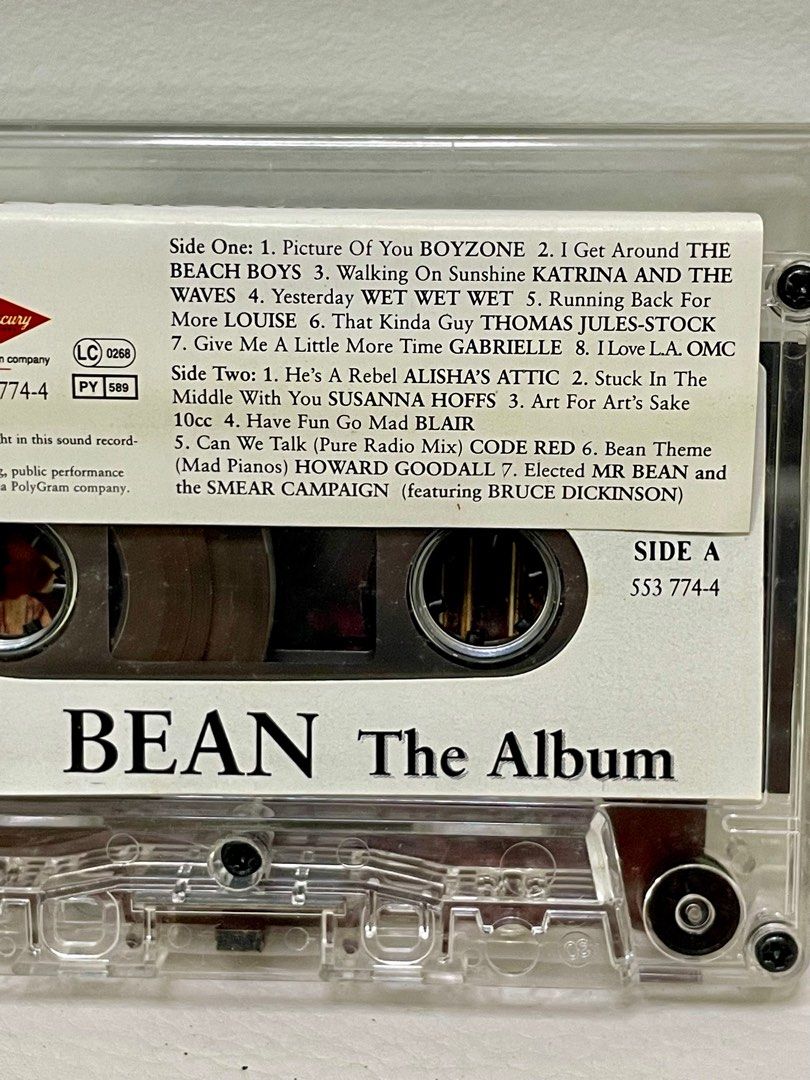 Side One: 1. Picture Of You BOYZONE 2. I Get Around THE
BEACH BOYS 3. Walking On Sunshine KATRINA AND THE
WAVES 4. Yesterday WET WET WET 5. Running Back For
More LOUISE 6. That Kinda Guy THOMAS JULES-STOCK
7. Give Me A Little More Time GABRIELLE 8. I Love L.A. OMC
Side Two: 1. He's A Rebel ALISHA'S ATTIC 2. Stuck In The
Middle With You SUSANNA HOFFS 3. Art For Art's Sake
10cc 4. Have Fun Go Mad BLAIR
5. Can We Talk (Pure Radio Mix) CODE RED 6. Bean Theme
(Mad Pianos) HOWARD GOODALL 7. Elected MR BEAN and
the SMEAR CAMPAIGN (featuring BRUCE DICKINSON)
cury
company
LC 0268
774-4
PY 589
ht in this sound record-
, public performance
a PolyGram company.
SIDE A
553 774-4
BEAN The Album